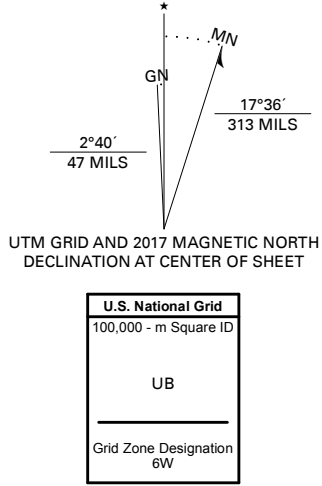 ★
MN
GN
17°36´
313 MILS
2°40´
47 MILS
UTM GRID AND 2017 MAGNETIC NORTH
DECLINATION AT CENTER OF SHEET
U.S. National Grid
100,000 - m Square ID
UB
Grid Zone Designation
6W